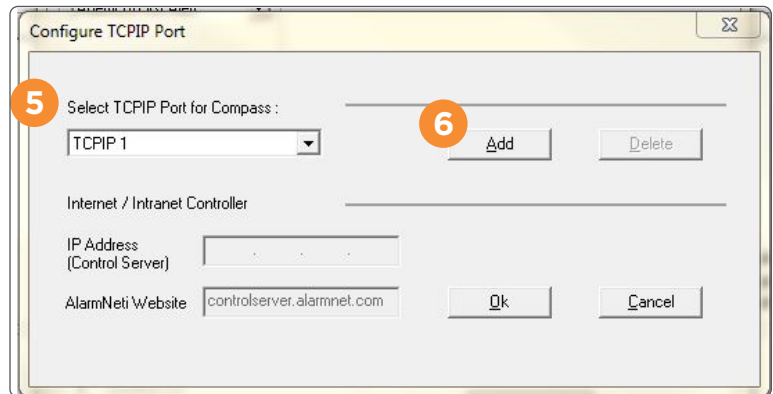 Configure TCPIP Port
5
Select TCPIP Port for Compass :
6
TCPIP 1
Add
Delete
Internet / Intranet Controller
IP Address
(Control Server)
. . .
AlarmNeti Website
controlserver.alarmnet.com
Ok
Cancel